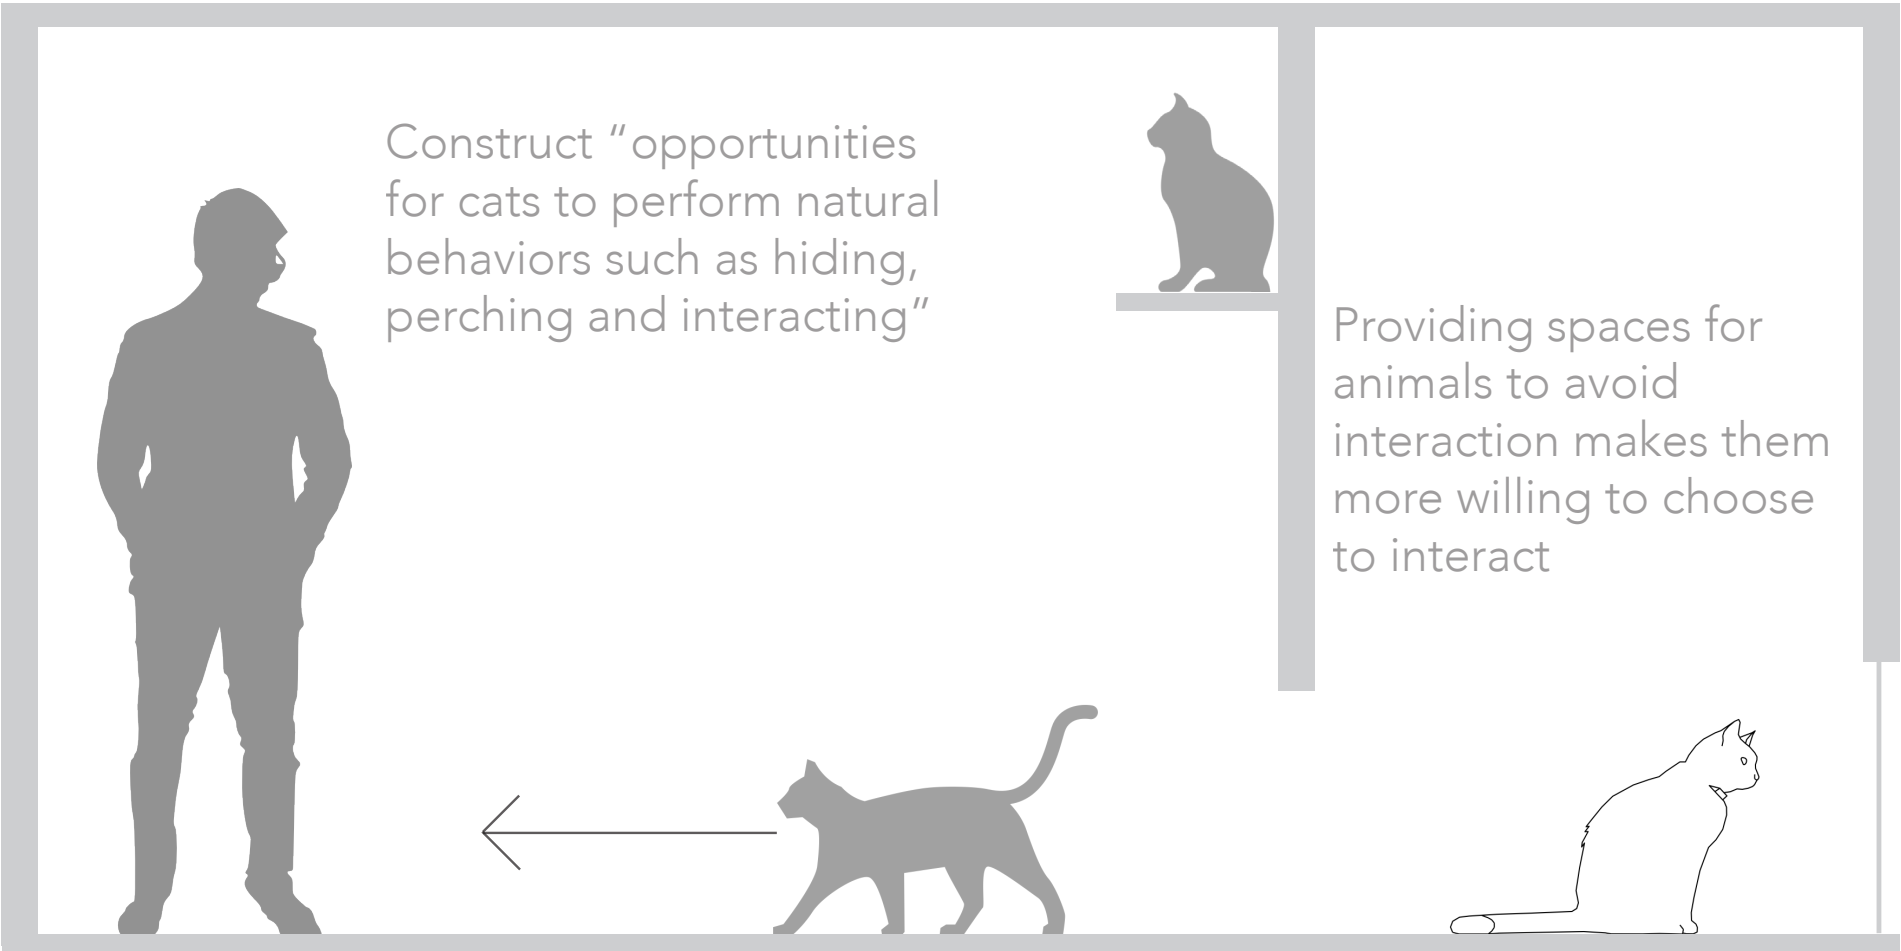 Construct “opportunities
for cats to perform natural
behaviors such as hiding,
perching and interacting”
Providing spaces for
animals to avoid
interaction makes them
more willing to choose
to interact